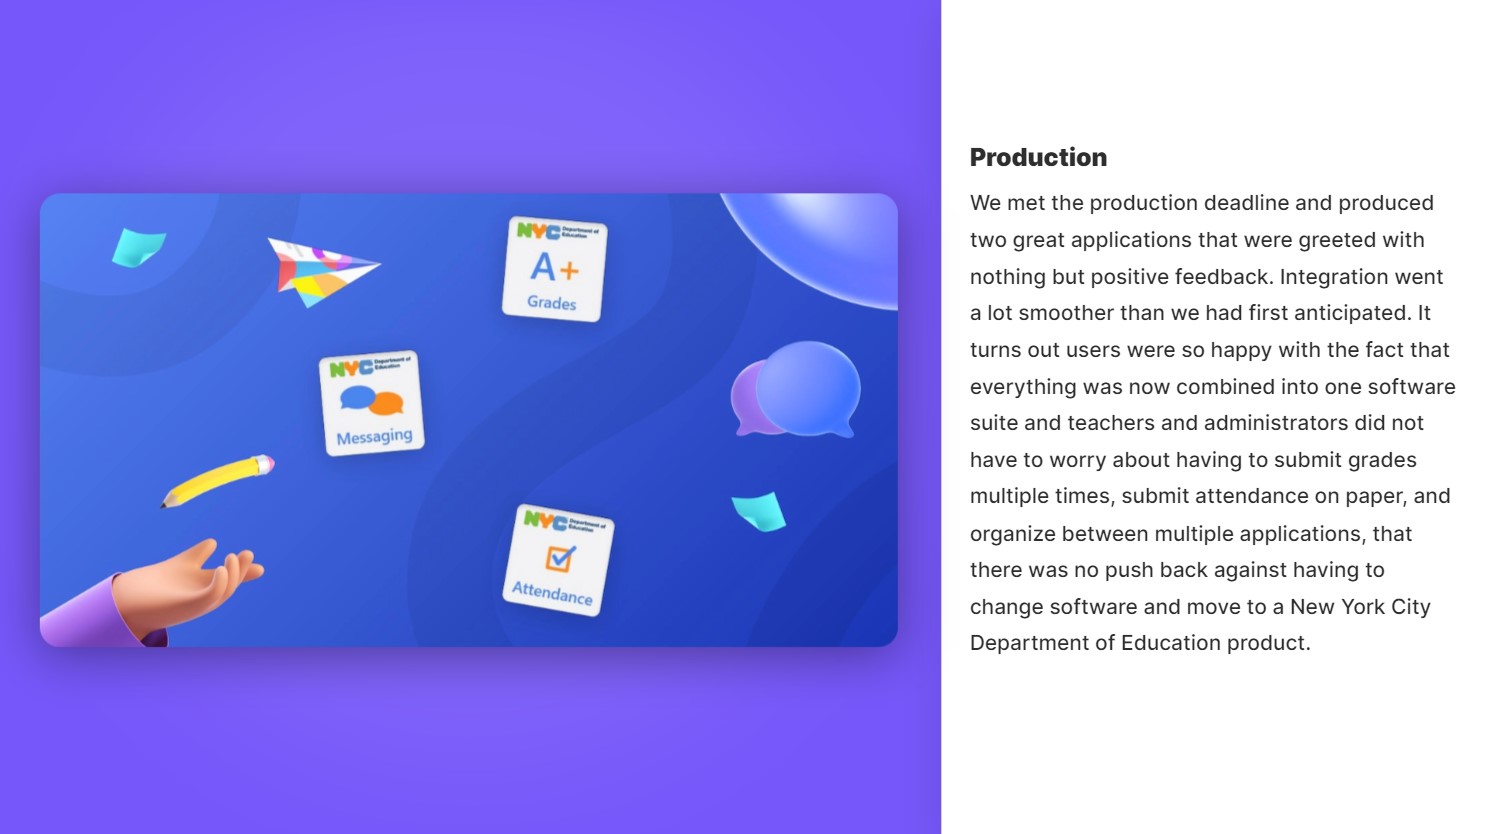 NYC Department of
Education
A+
Grades
NYC Department of
Education
Messaging
NYC Department of
Education
Attendance
Production
We met the production deadline and produced
two great applications that were greeted with
nothing but positive feedback. Integration went
a lot smoother than we had first anticipated. It
turns out users were so happy with the fact that
everything was now combined into one software
suite and teachers and administrators did not
have to worry about having to submit grades
multiple times, submit attendance on paper, and
organize between multiple applications, that
there was no push back against having to
change software and move to a New York City
Department of Education product.